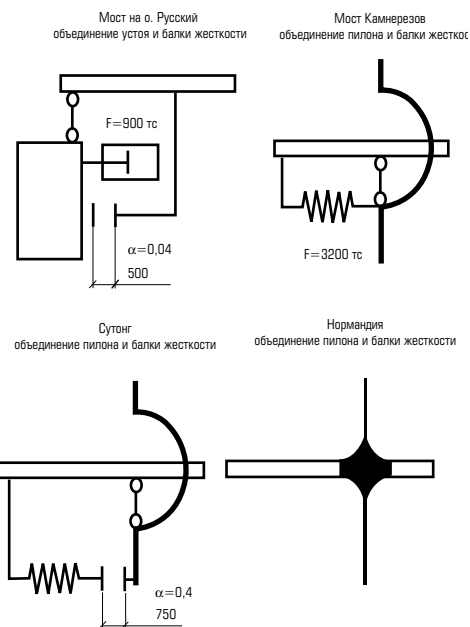 Мост на о. Русский
объединение устоя и балки жесткости
F=900 тс
α=0,04
500
Мост Камнерезов
объединение пилона и балки
F=3200 тс
Сутонг
объединение пилона и балки жесткости
α=0,4
750
Нормандия
объединение пилона и балки жесткости